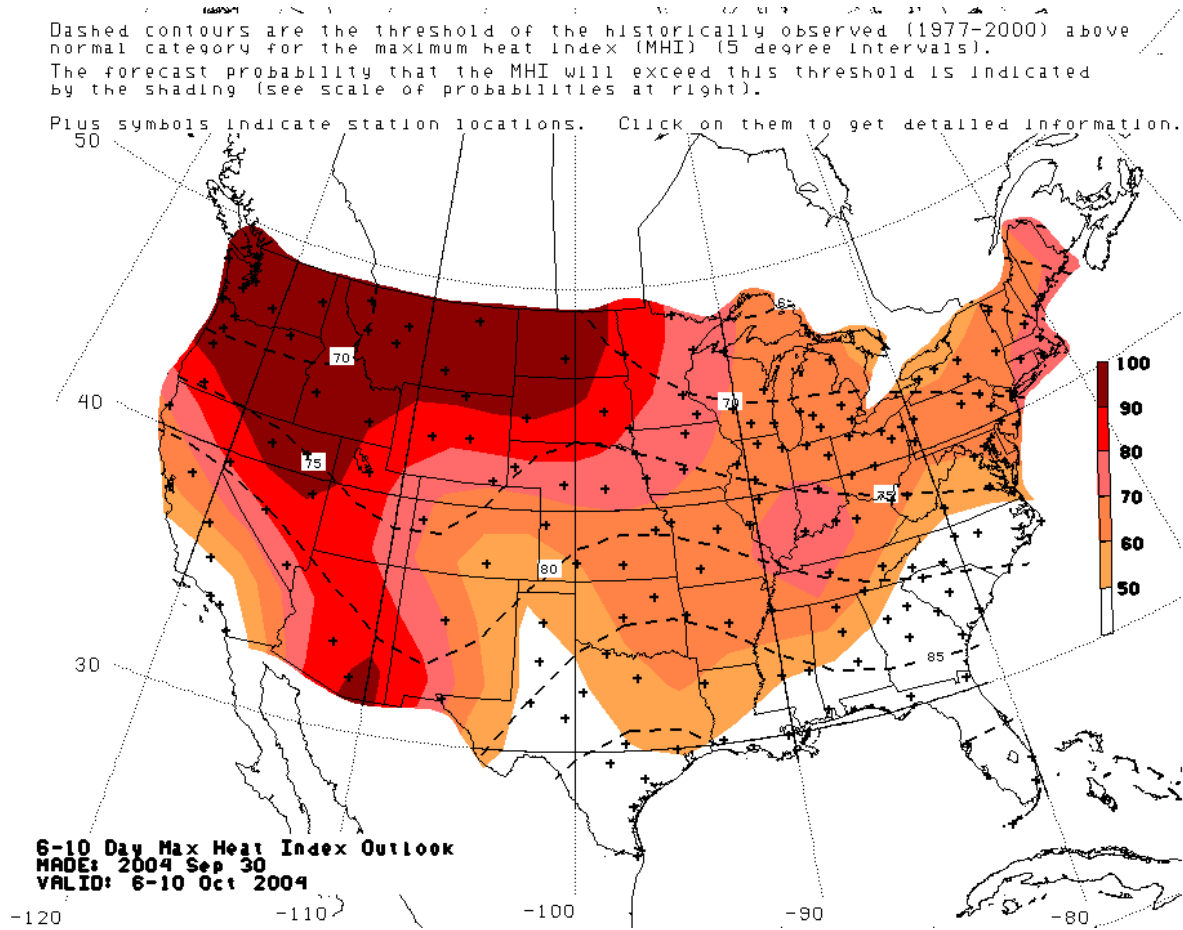 Dashed contours are the threshold of the historically observed (1977-2000) above
normal category for the maximum heat index (MHI) (5 degree intervals).
The forecast probability that the MHI will exceed this threshold is indicated
by the shading (see scale of probabilities at right).
Plus symbols indicate station locations. Click on them to get detailed information.
50
70
40
70
100
90
80
75
75
70
60
80
50
30
85
6-10 Day Max Heat Index Outlook
MADE: 2004 Sep 30
VALID: 6-10 Oct 2004
-120
-110
-100
-90
-80